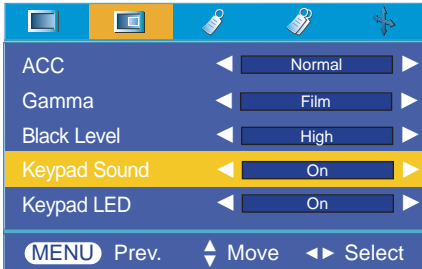 ACC Normal
Gamma Film
Black Level High
Keypad Sound On
Keypad LED On
MENU Prev. Move Select